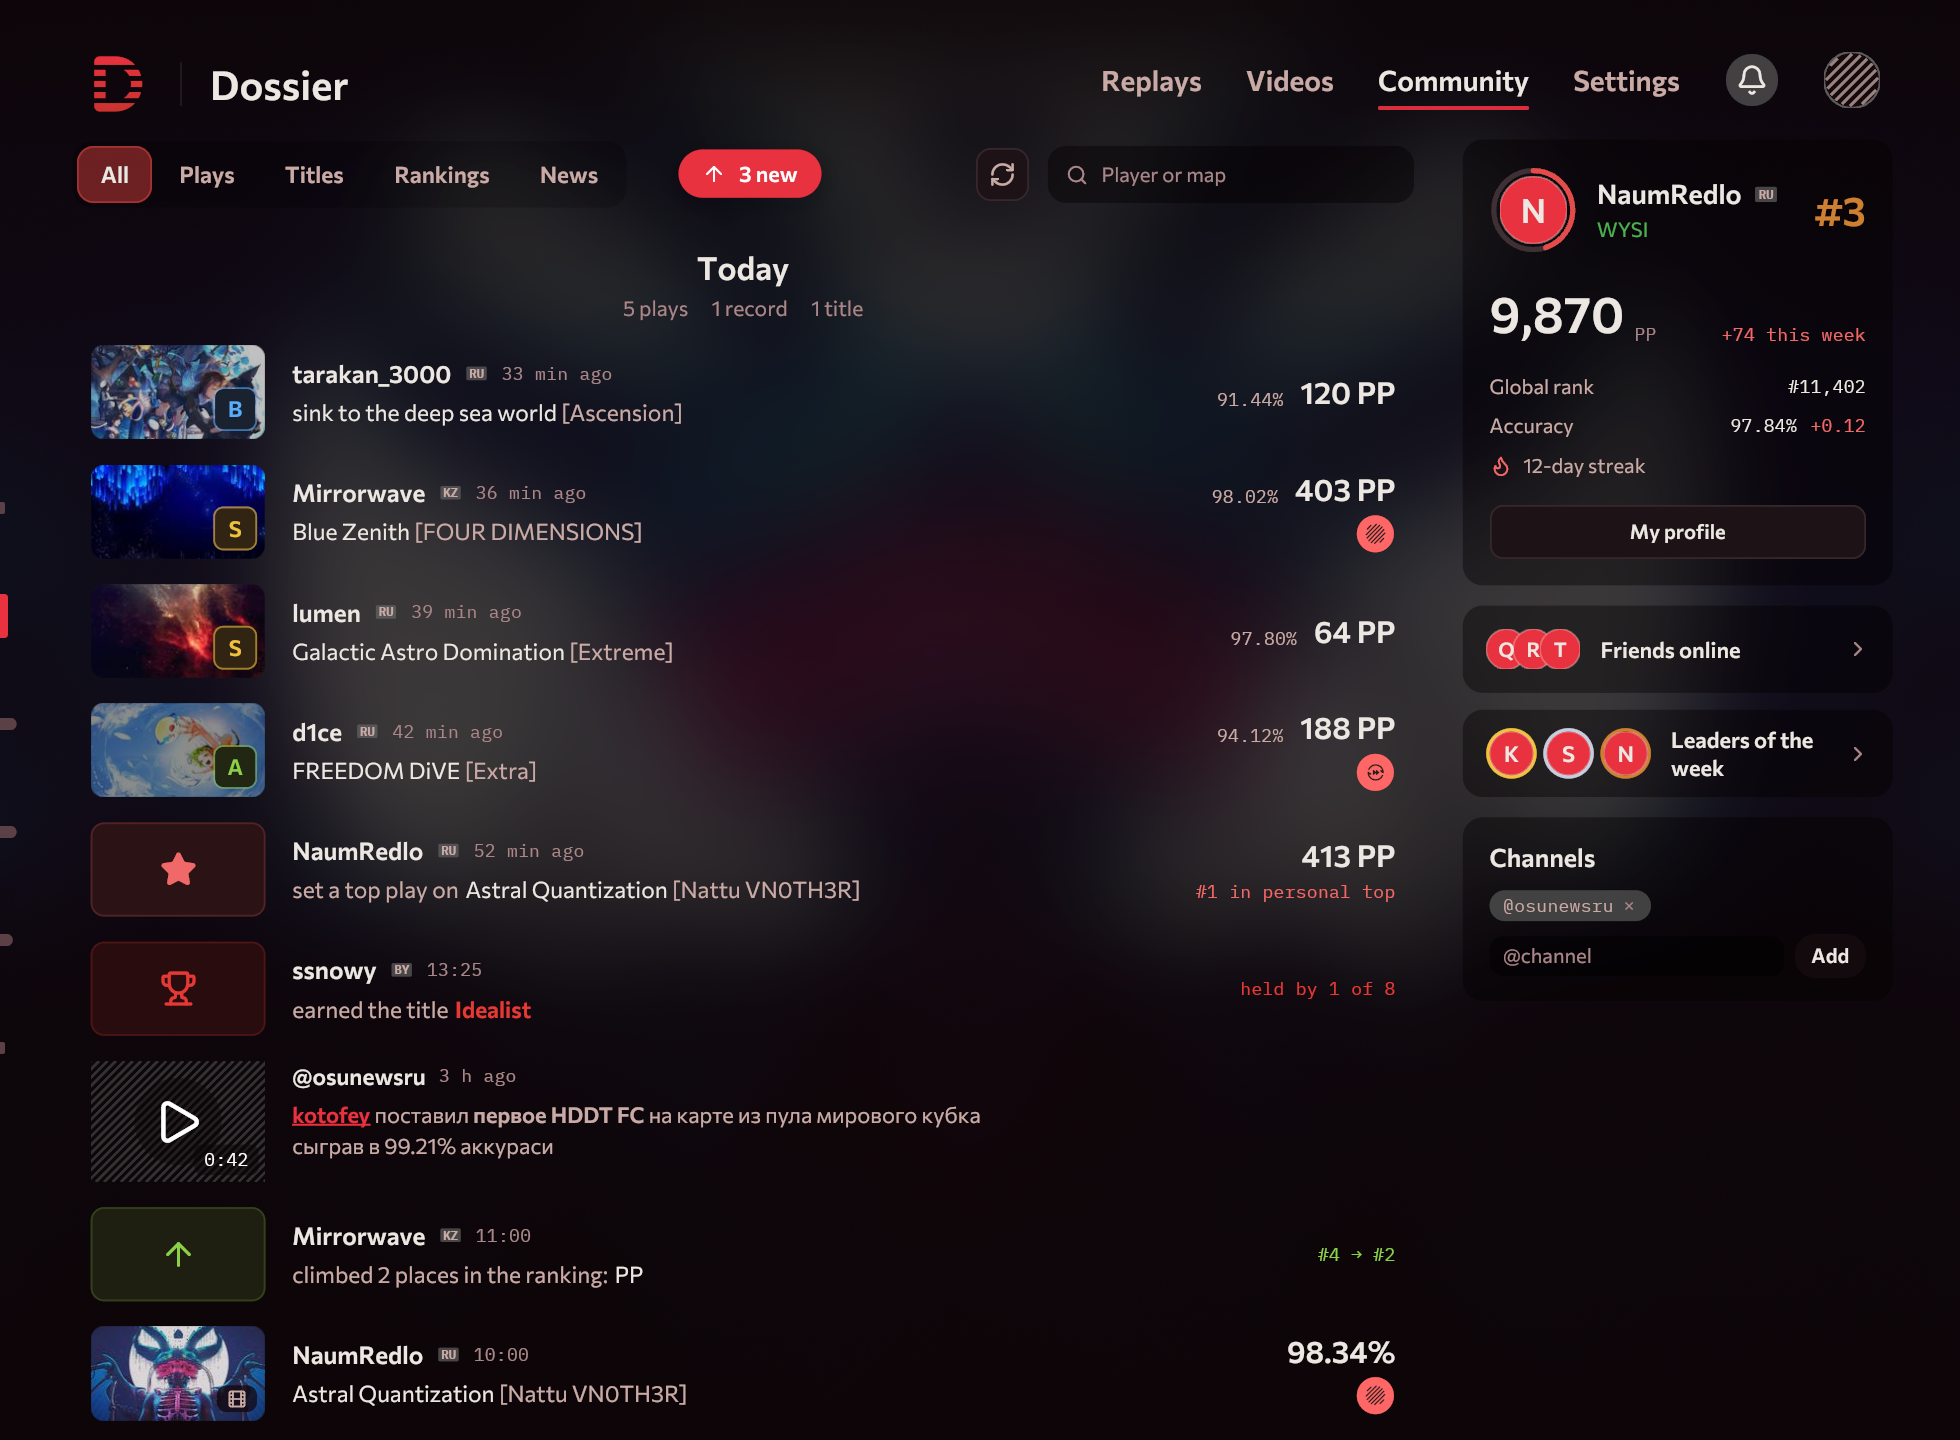 Dossier
Replays Videos Community Settings
All Plays Titles Rankings News
3 new
Player or map
Today
5 plays 1 record 1 title
tarakan_3000 RU 33 min ago
sink to the deep sea world [Ascension]
B
91.44% 120 PP
Mirrorwave KZ 36 min ago
Blue Zenith [FOUR DIMENSIONS]
S
98.02% 403 PP
lumen RU 39 min ago
Galactic Astro Domination [Extreme]
S
97.80% 64 PP
d1ce RU 42 min ago
FREEDOM DiVE [Extra]
A
94.12% 188 PP
NaumRedlo RU 52 min ago
set a top play on Astral Quantization [Nattu VN0TH3R]
413 PP
#1 in personal top
ssnowy BY 13:25
earned the title Idealist
held by 1 of 8
@osunewsru 3 h ago
kotofey поставил первое HDDT FC на карте из пула мирового кубка
сыграв в 99.21% аккураси
0:42
Mirrorwave KZ 11:00
climbed 2 places in the ranking: PP
#4 → #2
NaumRedlo RU 10:00
Astral Quantization [Nattu VN0TH3R]
98.34%
N
NaumRedlo RU
WYSI
#3
9,870 PP
+74 this week
Global rank #11,402
Accuracy 97.84% +0.12
12-day streak
My profile
Q R T Friends online
K S N Leaders of the
week
Channels
@osunewsru ×
@channel Add